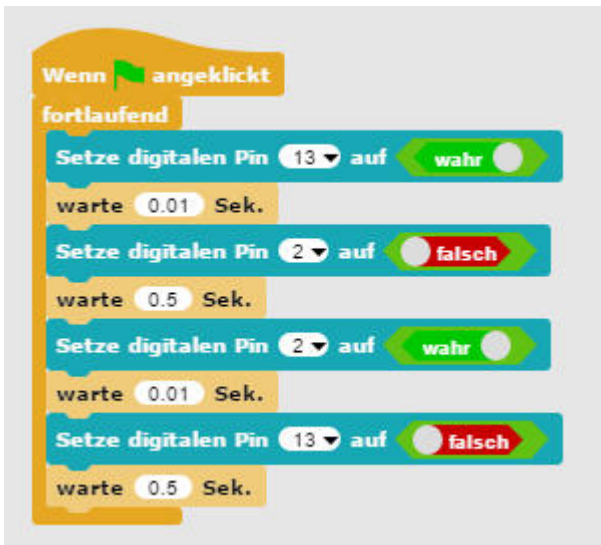 Wenn angeklickt
fortlaufend
Setze digitalen Pin 13 auf wahr
warte 0.01 Sek.
Setze digitalen Pin 2 auf falsch
warte 0.5 Sek.
Setze digitalen Pin 2 auf wahr
warte 0.01 Sek.
Setze digitalen Pin 13 auf falsch
warte 0.5 Sek.